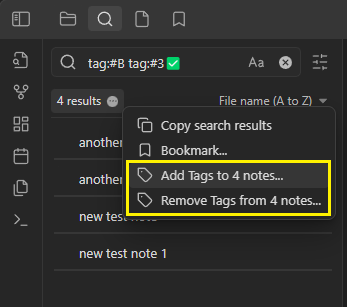 tag:#B tag:#3✅
Aa
4 results
File name (A to Z)
Copy search results
Bookmark...
Add Tags to 4 notes...
Remove Tags from 4 notes...
another
another
new test note
new test note 1